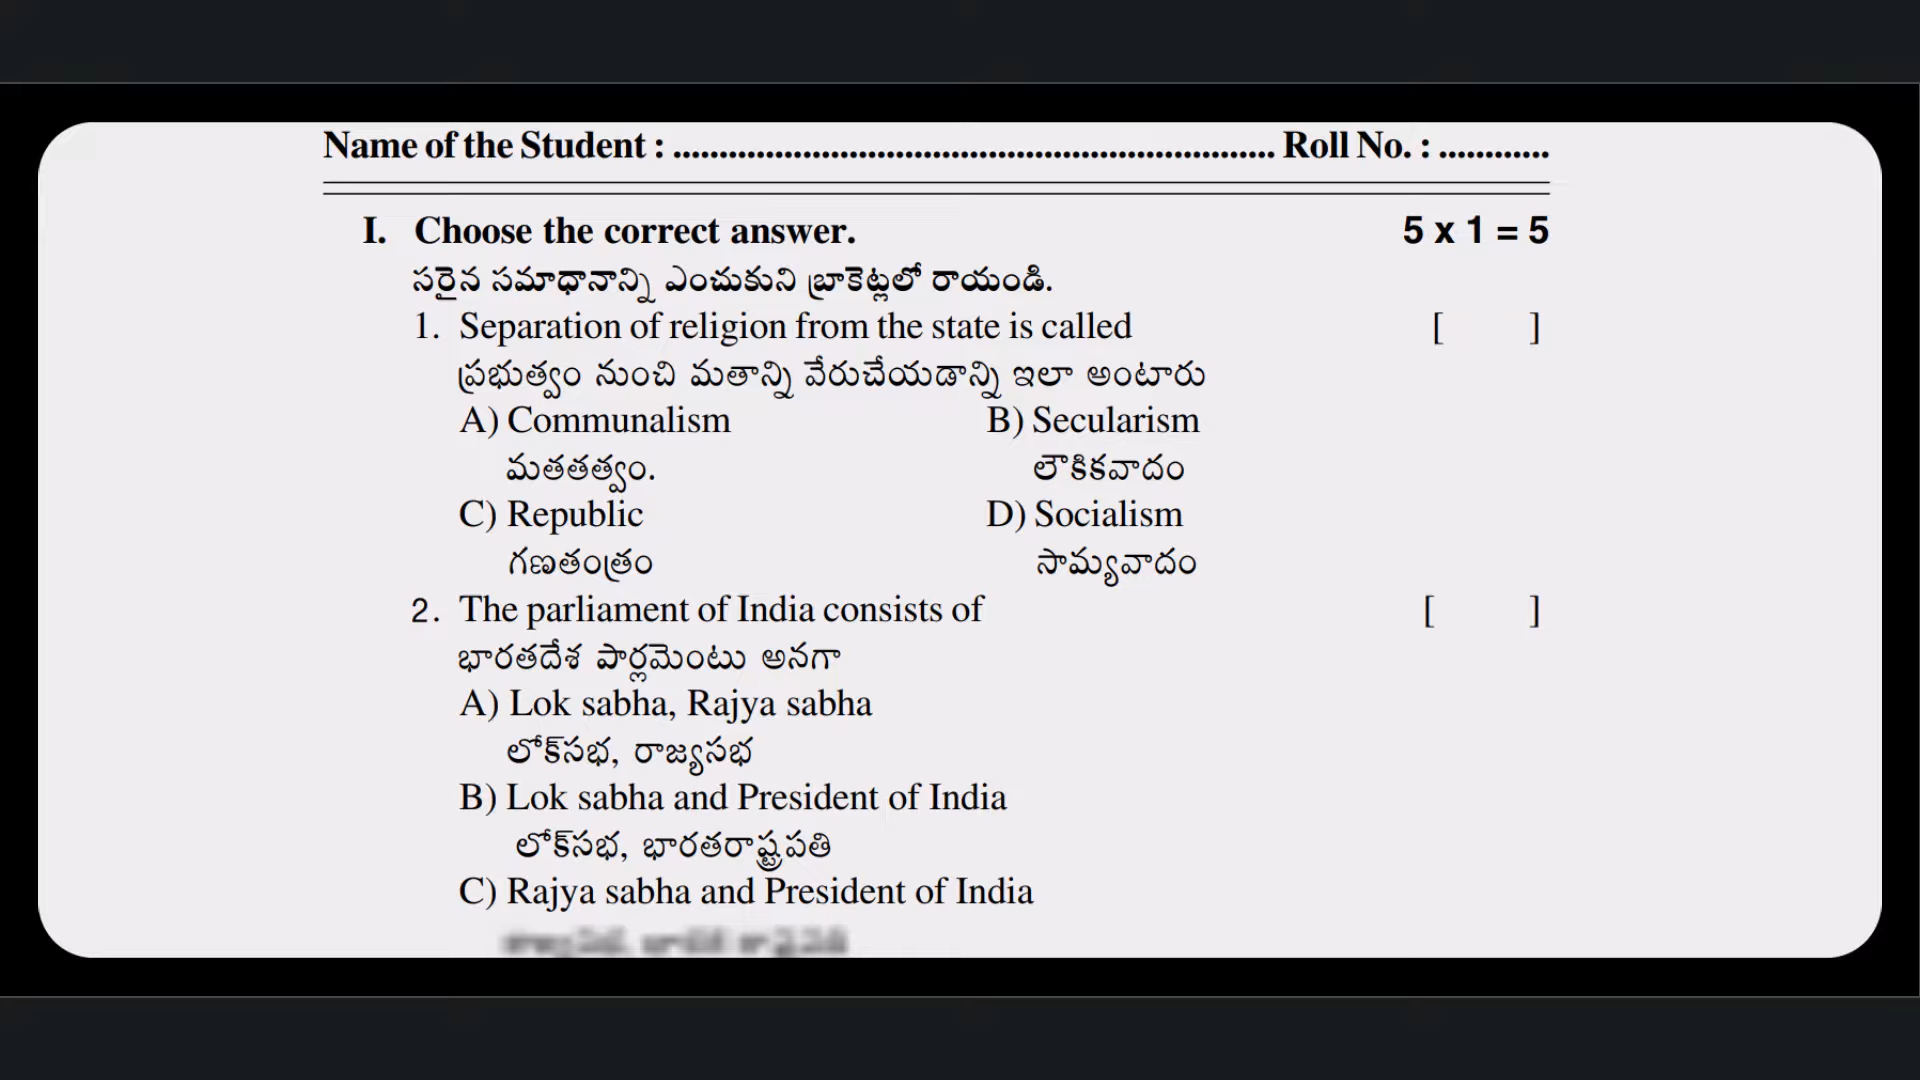 Name of the Student : .................................................................. Roll No. : ............
I. Choose the correct answer. 5 x 1 = 5
సరైన సమాధానాన్ని ఎంచుకుని బ్రాకెట్లలో రాయండి.
1. Separation of religion from the state is called [ ]
ప్రభుత్వం నుంచి మతాన్ని వేరుచేయడాన్ని ఇలా అంటారు
A) Communalism B) Secularism
మతతత్వం. లౌకికవాదం
C) Republic D) Socialism
గణతంత్రం సామ్యవాదం
2. The parliament of India consists of [ ]
భారతదేశ పార్లమెంటు అనగా
A) Lok sabha, Rajya sabha
లోక్‌సభ, రాజ్యసభ
B) Lok sabha and President of India
లోక్‌సభ, భారతరాష్ట్రపతి
C) Rajya sabha and President of India